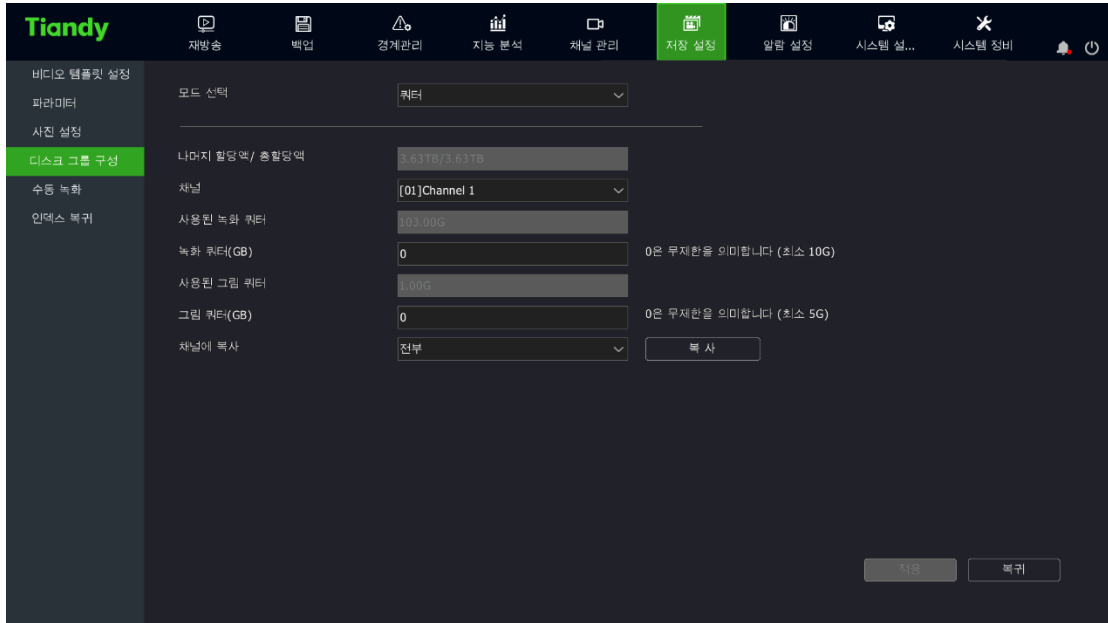 Tiandy
재방송
백업
경계관리
지능 분석
채널 관리
저장 설정
알람 설정
시스템 설...
시스템 정비
비디오 템플릿 설정
파라미터
사진 설정
디스크 그룹 구성
수동 녹화
인덱스 복귀
모드 선택 쿼터
나머지 할당액/ 총할당액 3.63TB/3.63TB
채널 [01]Channel 1
사용된 녹화 쿼터 103.00G
녹화 쿼터(GB) 0 0은 무제한을 의미합니다 (최소 10G)
사용된 그림 쿼터 1.00G
그림 쿼터(GB) 0 0은 무제한을 의미합니다 (최소 5G)
채널에 복사 전부 복 사
적용 복귀